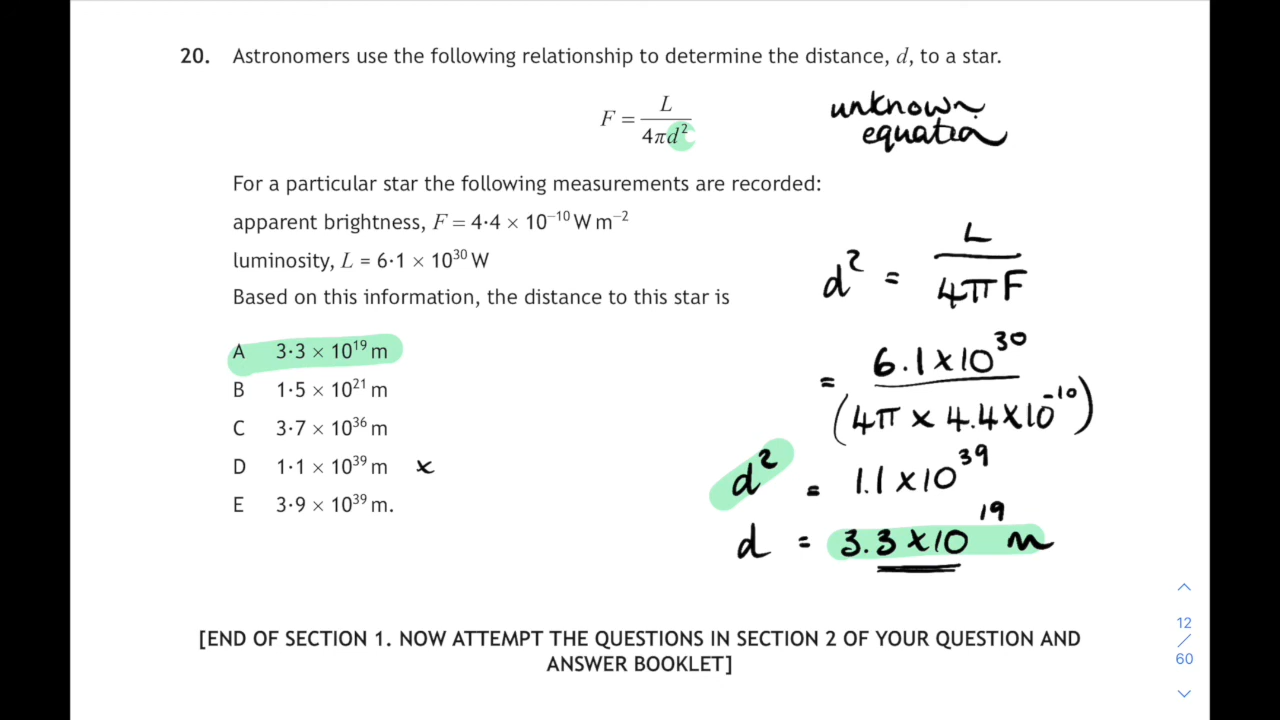 20. Astronomers use the following relationship to determine the distance, d, to a star.
F = L / 4πd²
unknown
equation
For a particular star the following measurements are recorded:
apparent brightness, F = 4·4 × 10⁻¹⁰ W m⁻²
luminosity, L = 6·1 × 10³⁰ W
Based on this information, the distance to this star is
A 3·3 × 10¹⁹ m
B 1·5 × 10²¹ m
C 3·7 × 10³⁶ m
D 1·1 × 10³⁹ m x
E 3·9 × 10³⁹ m.
d² = L / 4πF
= 6.1 × 10³⁰ / (4π × 4.4 × 10⁻¹⁰)
d² = 1.1 × 10³⁹
d = 3.3 × 10¹⁹ m
[END OF SECTION 1. NOW ATTEMPT THE QUESTIONS IN SECTION 2 OF YOUR QUESTION AND
ANSWER BOOKLET]
12
/
60